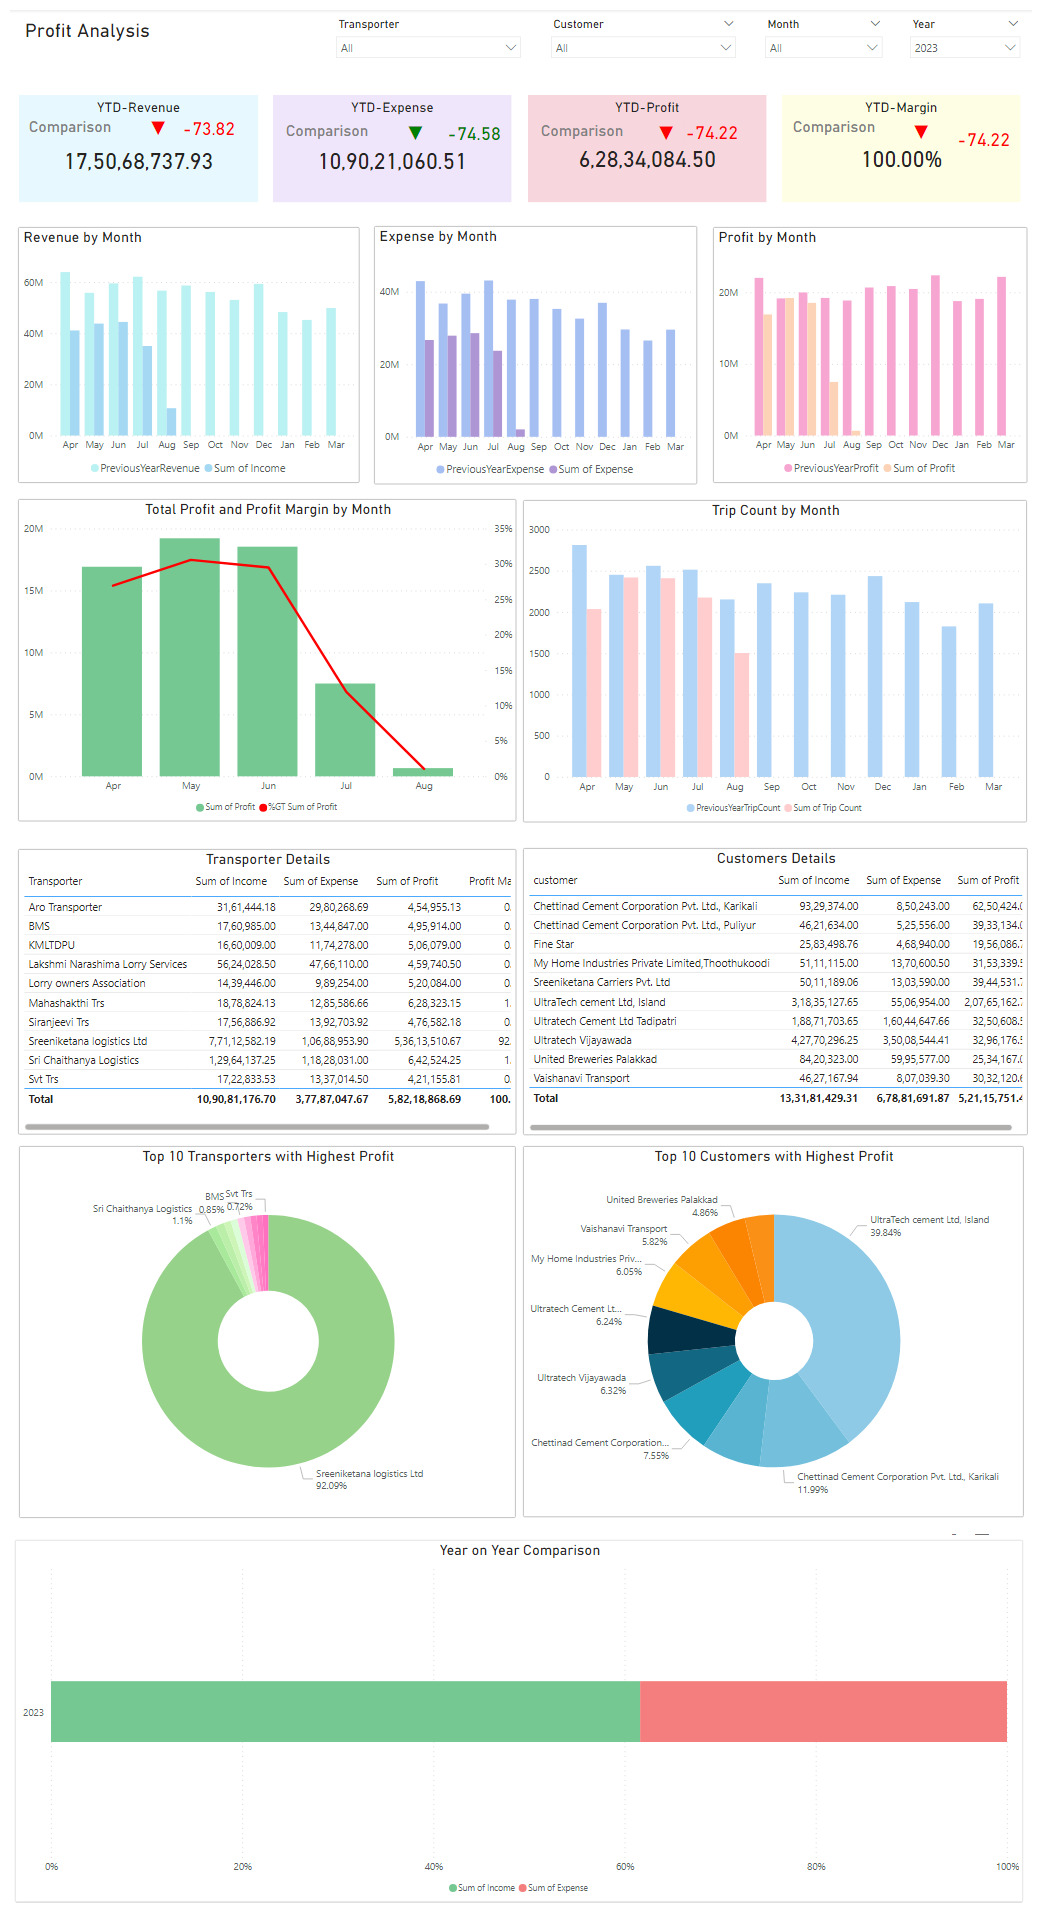 Profit Analysis
Transporter
All
Customer
All
Month
All
Year
2023
YTD-Revenue
Comparison ▼ -73.82
17,50,68,737.93
YTD-Expense
Comparison ▼ -74.58
10,90,21,060.51
YTD-Profit
Comparison ▼ -74.22
6,28,34,084.50
YTD-Margin
Comparison ▼ -74.22
100.00%
Revenue by Month
60M
40M
20M
0M
Apr May Jun Jul Aug Sep Oct Nov Dec Jan Feb Mar
PreviousYearRevenue Sum of Income
Expense by Month
40M
20M
0M
Apr May Jun Jul Aug Sep Oct Nov Dec Jan Feb Mar
PreviousYearExpense Sum of Expense
Profit by Month
20M
10M
0M
Apr May Jun Jul Aug Sep Oct Nov Dec Jan Feb Mar
PreviousYearProfit Sum of Profit
Total Profit and Profit Margin by Month
20M
15M
10M
5M
0M
35%
30%
25%
20%
15%
10%
5%
0%
Apr May Jun Jul Aug
Sum of Profit %GT Sum of Profit
Trip Count by Month
3000
2500
2000
1500
1000
500
0
Apr May Jun Jul Aug Sep Oct Nov Dec Jan Feb Mar
PreviousYearTripCount Sum of Trip Count
Transporter Details
Transporter Sum of Income Sum of Expense Sum of Profit Profit Ma
Aro Transporter 31,61,444.18 29,80,268.69 4,54,955.13 0.
BMS 17,60,985.00 13,44,847.00 4,95,914.00 0.
KMLTDPU 16,60,009.00 11,74,278.00 5,06,079.00 0.
Lakshmi Narashima Lorry Services 56,24,028.50 47,66,110.00 4,59,740.50 0.
Lorry owners Association 14,39,446.00 9,89,254.00 5,20,084.00 0.
Mahashakthi Trs 18,78,824.13 12,85,586.66 6,28,323.15 1.
Siranjeevi Trs 17,56,886.92 13,92,703.92 4,76,582.18 0.
Sreeniketana logistics Ltd 7,71,12,582.19 1,06,88,953.90 5,36,13,510.67 92.
Sri Chaithanya Logistics 1,29,64,137.25 1,18,28,031.00 6,42,524.25 1.
Svt Trs 17,22,833.53 13,37,014.50 4,21,155.81 0.
Total 10,90,81,176.70 3,77,87,047.67 5,82,18,868.69 100.
Customers Details
customer Sum of Income Sum of Expense Sum of Profit
Chettinad Cement Corporation Pvt. Ltd., Karikali 93,29,374.00 8,50,243.00 62,50,424.0
Chettinad Cement Corporation Pvt. Ltd., Puliyur 46,21,634.00 5,25,556.00 39,33,134.0
Fine Star 25,83,498.76 4,68,940.00 19,56,086.7
My Home Industries Private Limited,Thoothukoodi 51,11,115.00 13,70,600.50 31,53,339.5
Sreeniketana Carriers Pvt. Ltd 50,11,189.06 13,03,590.00 39,44,531.7
UltraTech cement Ltd, Island 3,18,35,127.65 55,06,954.00 2,07,65,162.7
Ultratech Cement Ltd Tadipatri 1,88,71,703.65 1,60,44,647.66 32,50,608.5
Ultratech Vijayawada 4,27,70,296.25 3,50,08,544.41 32,96,176.5
United Breweries Palakkad 84,20,323.00 59,95,577.00 25,34,167.0
Vaishanavi Transport 46,27,167.94 8,07,039.30 30,32,120.6
Total 13,31,81,429.31 6,78,81,691.87 5,21,15,751.4
Top 10 Transporters with Highest Profit
BMS
0.85%
Svt Trs
0.72%
Sri Chaithanya Logistics
1.1%
Sreeniketana logistics Ltd
92.09%
Top 10 Customers with Highest Profit
United Breweries Palakkad
4.86%
UltraTech cement Ltd, Island
39.84%
Vaishanavi Transport
5.82%
My Home Industries Priv...
6.05%
Ultratech Cement Lt...
6.24%
Ultratech Vijayawada
6.32%
Chettinad Cement Corporation...
7.55%
Chettinad Cement Corporation Pvt. Ltd., Karikali
11.99%
Year on Year Comparison
2023
0% 20% 40% 60% 80% 100%
Sum of Income Sum of Expense